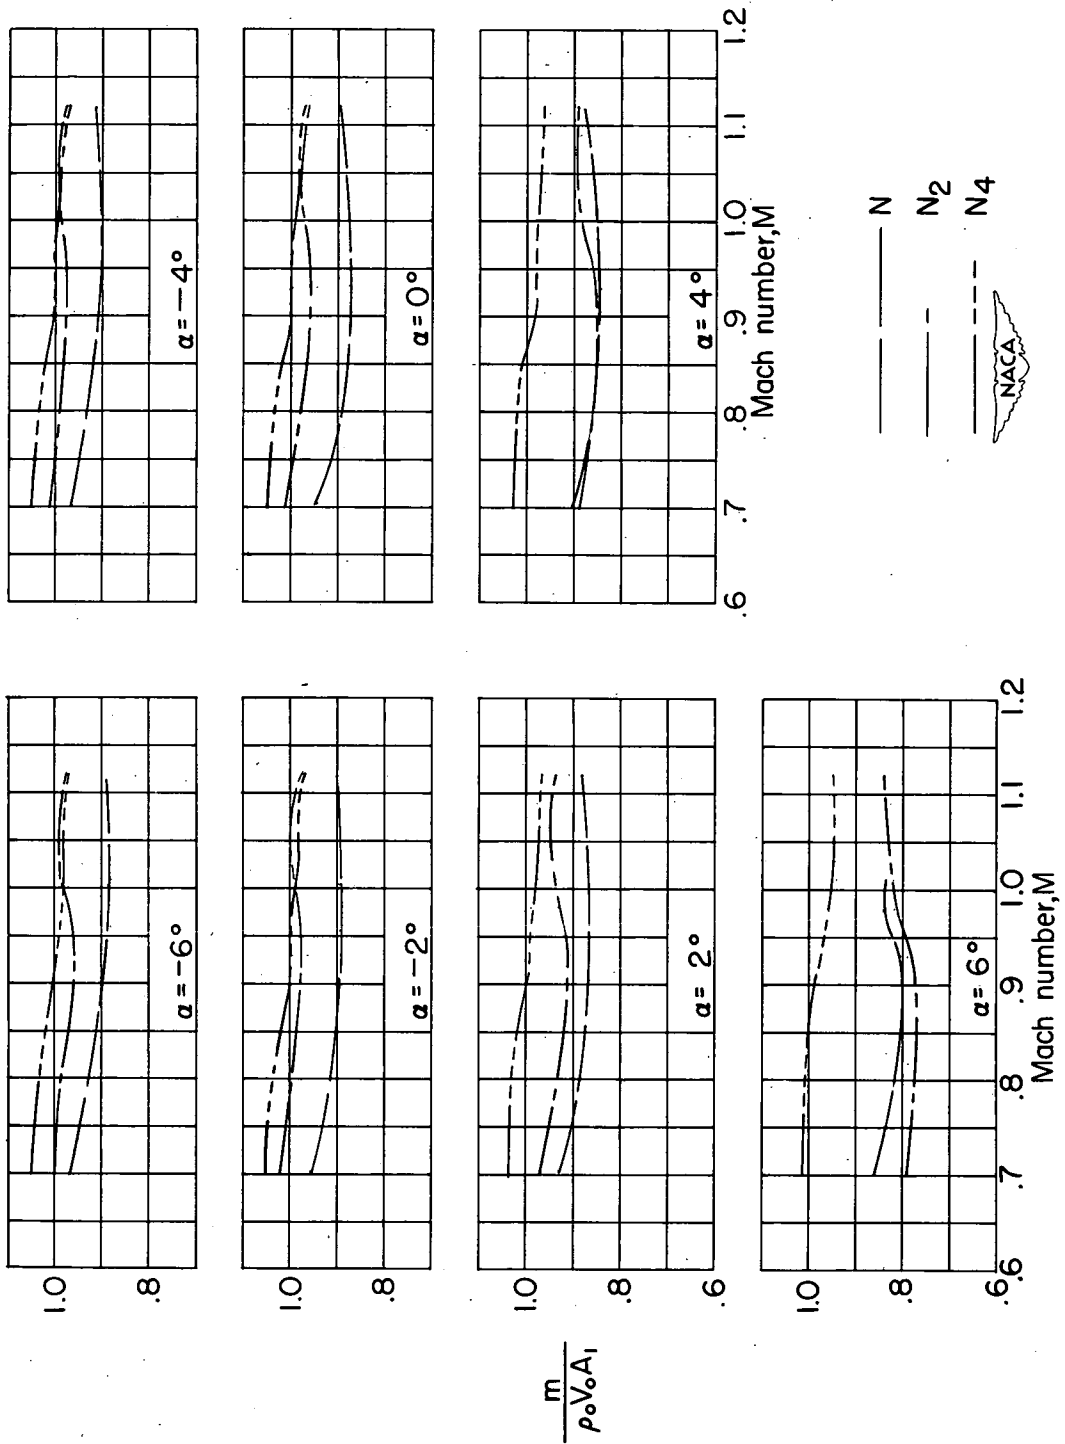 1.0
.8
α = -6°
α = -4°
1.0
.8
α = -2°
α = 0°
1.0
.8
.6
α = 2°
α = 4°
.6 .7 .8 .9 1.0 1.1 1.2
Mach number, M
1.0
.8
.6
α = 6°
.6 .7 .8 .9 1.0 1.1 1.2
Mach number, M
m
ρ₀V₀A₁
N
N₂
N₄
NACA